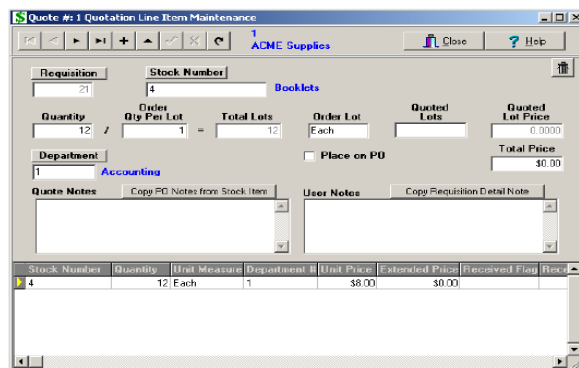 Quote #: 1 Quotation Line Item Maintenance
1
ACME Supplies
Close
? Help
Requisition
Stock Number
21
4
Booklets
Quantity
Order
Qty Per Lot
Total Lots
Order Lot
Quoted
Lots
Quoted
Lot Price
12 / 1 = 12 Each 0.0000
Department
Place on PO
Total Price
1
Accounting
$0.00
Quote Notes
Copy PO Notes from Stock Item
User Notes
Copy Requisition Detail Note
Stock Number Quantity Unit Measure Department # Unit Price Extended Price Received Flag Rece
4 12 Each 1 $8.00 $0.00